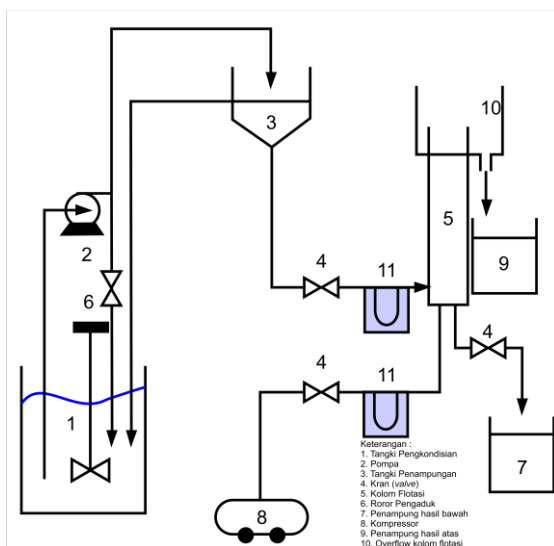 10
3
5
4
11
2
9
6
4
4
11
1
Keterangan :
1. Tangki Pengkondisian
2. Pompa
3. Tangki Penampungan
4. Kran (valve)
5. Kolom Flotasi
6. Roror Pengaduk
7. Penampung hasil bawah
8. Kompressor
9. Penampung hasil atas
10. Overflow kolom flotasi
7
8